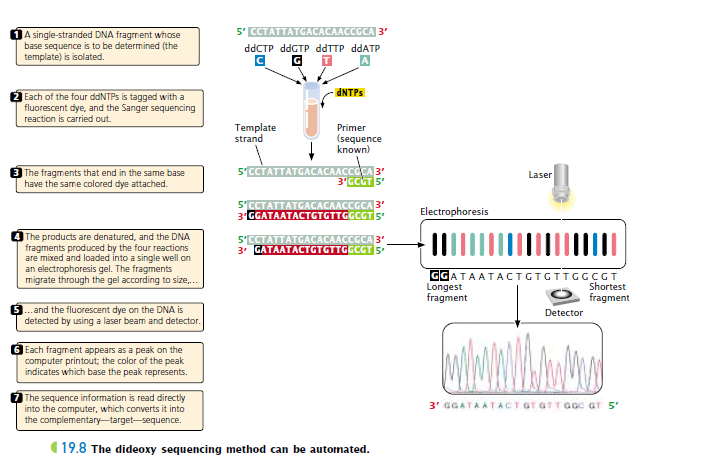 1 A single-stranded DNA fragment whose
base sequence is to be determined (the
template) is isolated.
2 Each of the four ddNTPs is tagged with a
fluorescent dye, and the Sanger sequencing
reaction is carried out.
3 The fragments that end in the same base
have the same colored dye attached.
4 The products are denatured, and the DNA
fragments produced by the four reactions
are mixed and loaded into a single well on
an electrophoresis gel. The fragments
migrate through the gel according to size,...
5 ...and the fluorescent dye on the DNA is
detected by using a laser beam and detector.
6 Each fragment appears as a peak on the
computer printout; the color of the peak
indicates which base the peak represents.
7 The sequence information is read directly
into the computer, which converts it into
the complementary—target—sequence.
5' CCTATTATGACACAACCGCA 3'
ddCTP ddGTP ddTTP ddATP
C G T A
dNTPs
Template
strand
Primer
(sequence
known)
5' CCTATTATGACACAACCGCA 3'
3' GCGT 5'
5' CCTATTATGACACAACCGCA 3'
3' GGATAATACTGTGTTGGCGT 5'
5' CCTATTATGACACAACCGCA 3'
3' GATAATACTGTGTTGGCGT 5'
Laser
Electrophoresis
GGATAATACTGTGTTGGCGT
Longest
fragment
Shortest
fragment
Detector
3' GGATAATACTGTGTTGGCGT 5'
19.8 The dideoxy sequencing method can be automated.